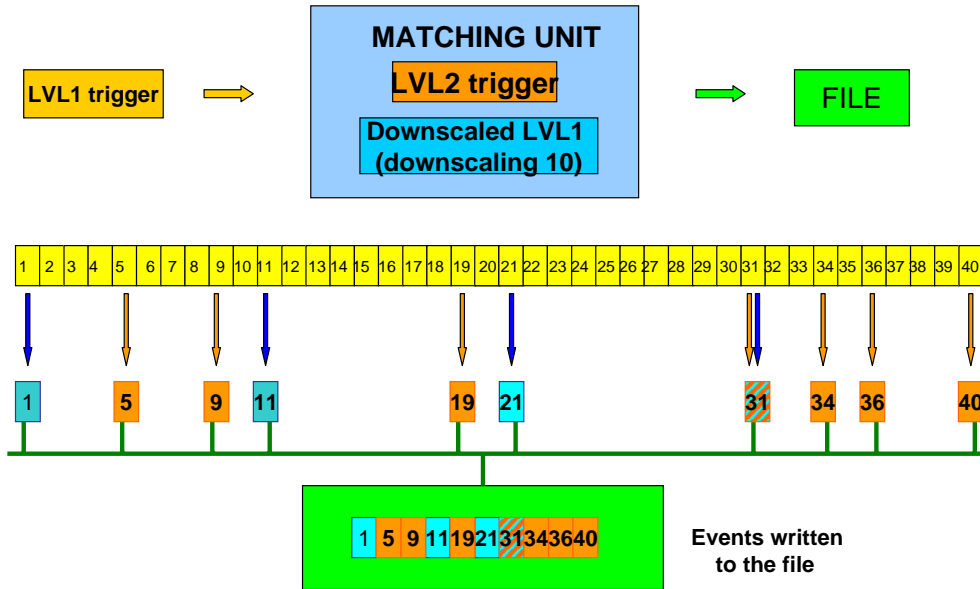 MATCHING UNIT
LVL1 trigger
LVL2 trigger
FILE
Downscaled LVL1
(downscaling 10)
1 2 3 4 5 6 7 8 9 10 11 12 13 14 15 16 17 18 19 20 21 22 23 24 25 26 27 28 29 30 31 32 33 34 35 36 37 38 39 40
1 5 9 11 19 21 31 34 36 40
1 5 9 11 19 21 31 34 36 40
Events written
to the file